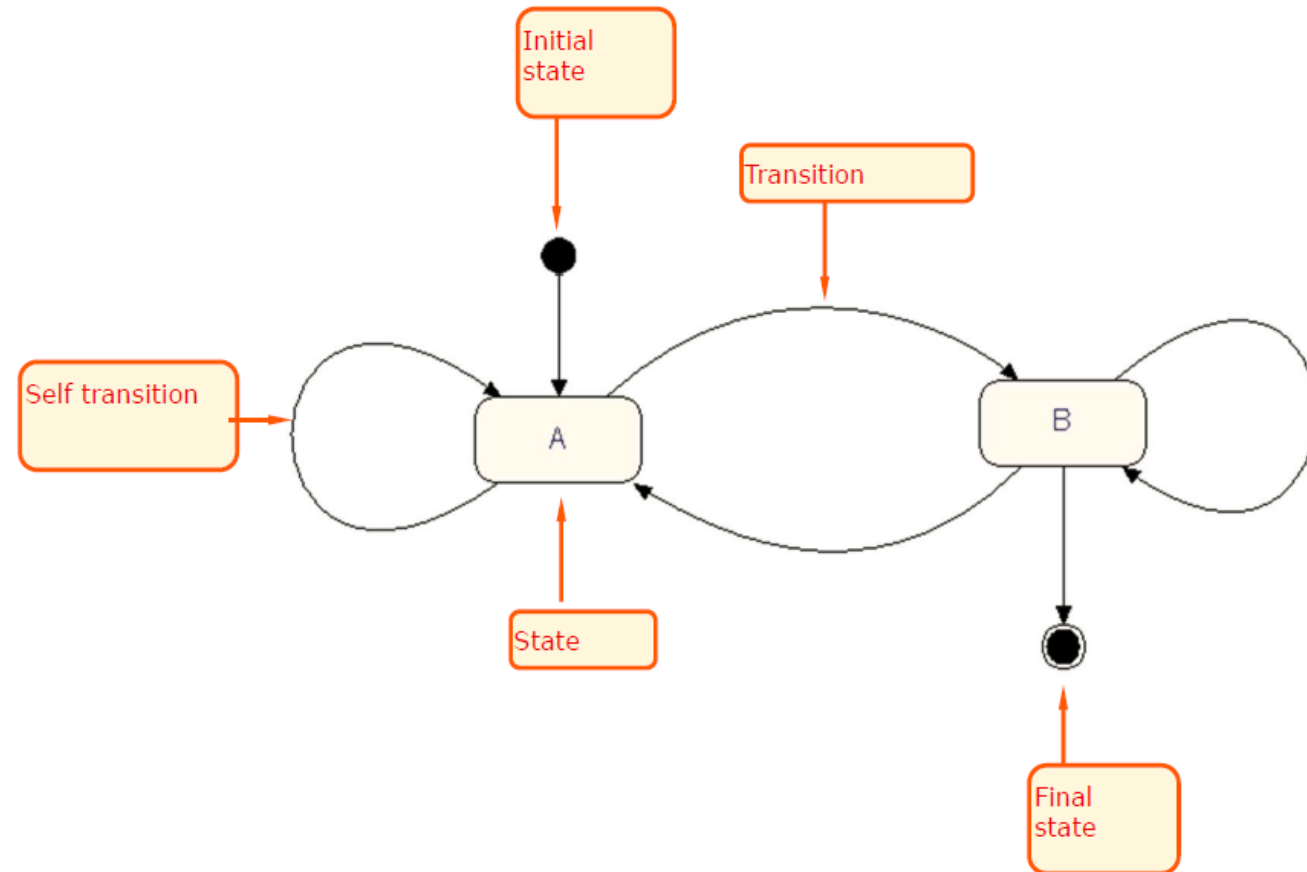 Initial
state
Transition
Self transition
A
B
State
Final
state